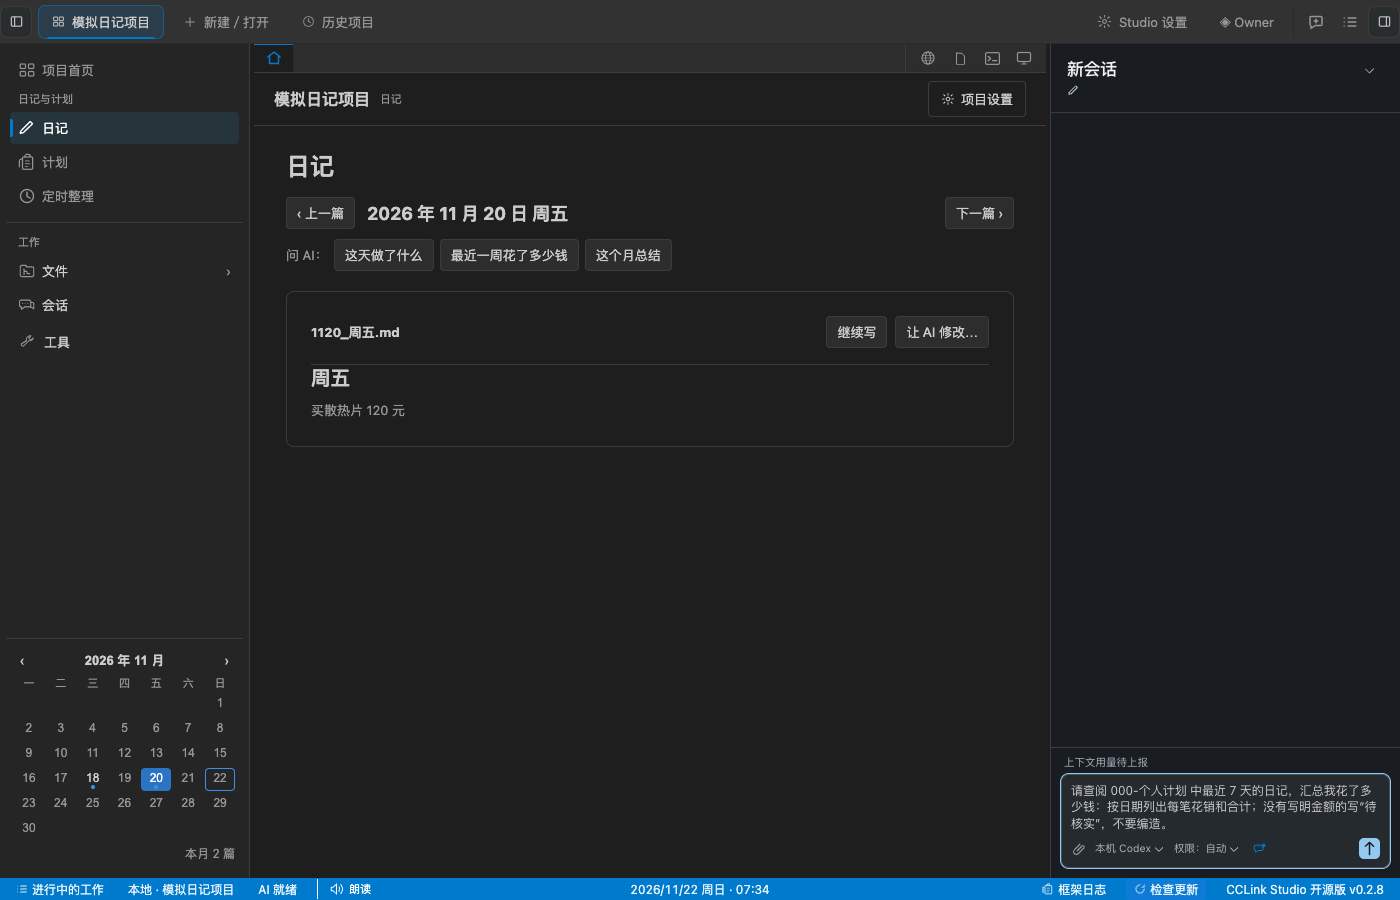 模拟日记项目
新建 / 打开
历史项目
Studio 设置
Owner
项目首页
日记与计划
日记
计划
定时整理
工作
文件
会话
工具
2026 年 11 月
一 二 三 四 五 六 日
1
2 3 4 5 6 7 8
9 10 11 12 13 14 15
16 17 18 19 20 21 22
23 24 25 26 27 28 29
30
本月 2 篇
模拟日记项目 日记
项目设置
日记
‹ 上一篇
2026 年 11 月 20 日 周五
下一篇 ›
问 AI：
这天做了什么
最近一周花了多少钱
这个月总结
1120_周五.md
继续写
让 AI 修改...
周五
买散热片 120 元
新会话
上下文用量待上报
请查阅 000-个人计划 中最近 7 天的日记，汇总我花了多
少钱：按日期列出每笔花销和合计；没有写明金额的写“待
核实”，不要编造。
本机 Codex
权限：自动
进行中的工作
本地 · 模拟日记项目
AI 就绪
朗读
2026/11/22 周日 · 07:34
框架日志
检查更新
CCLink Studio 开源版 v0.2.8